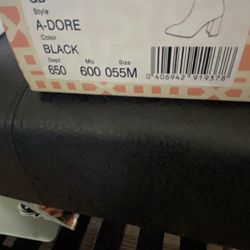 Style
A-DORE
Color
BLACK
Dept Mic Size
650 600 055M
0 406942 919378